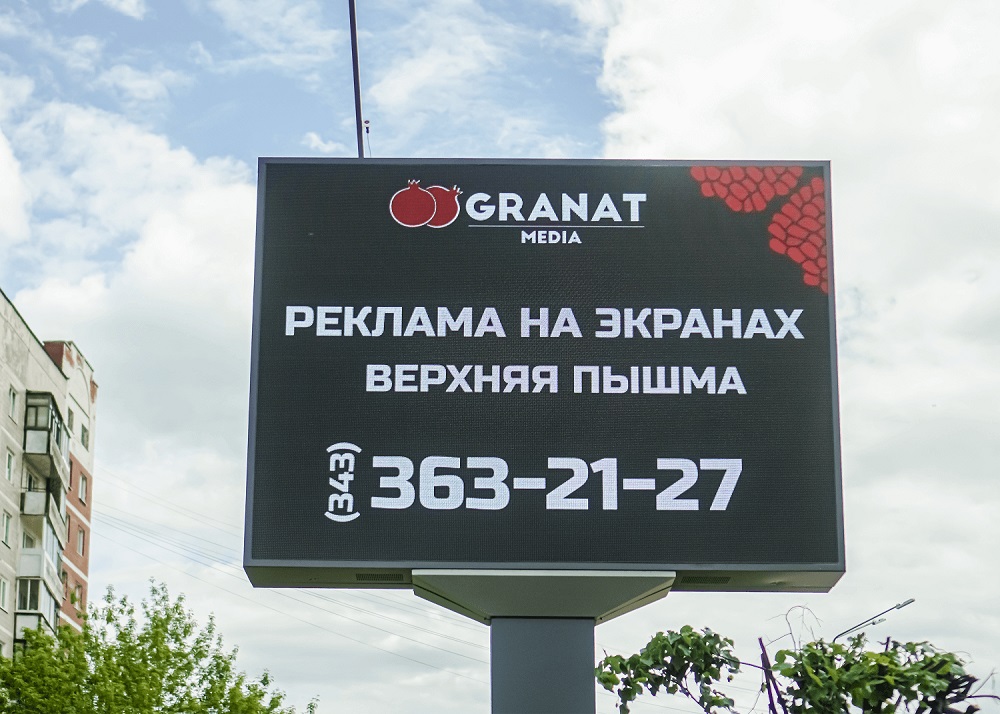 GRANAT
MEDIA
РЕКЛАМА НА ЭКРАНАХ
ВЕРХНЯЯ ПЫШМА
(343) 363-21-27